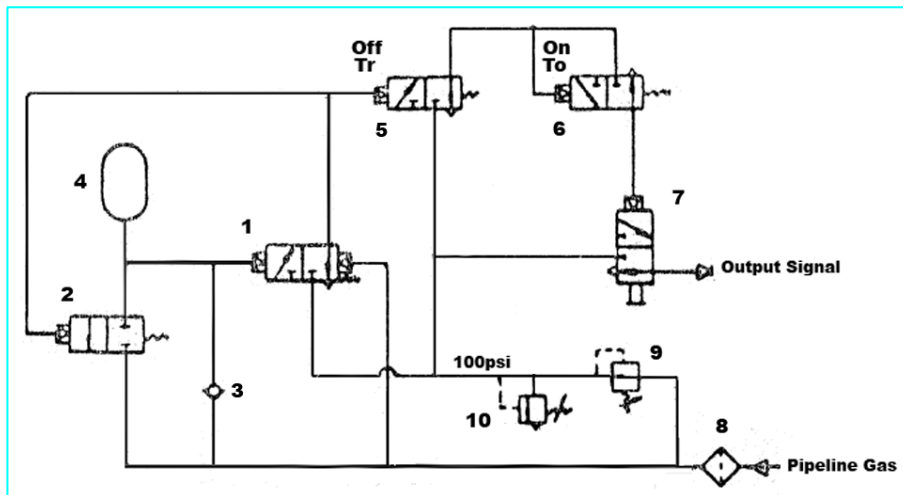 Off
Tr
On
To
5
6
4
1
7
Output Signal
2
100psi
9
3
10
8
Pipeline Gas